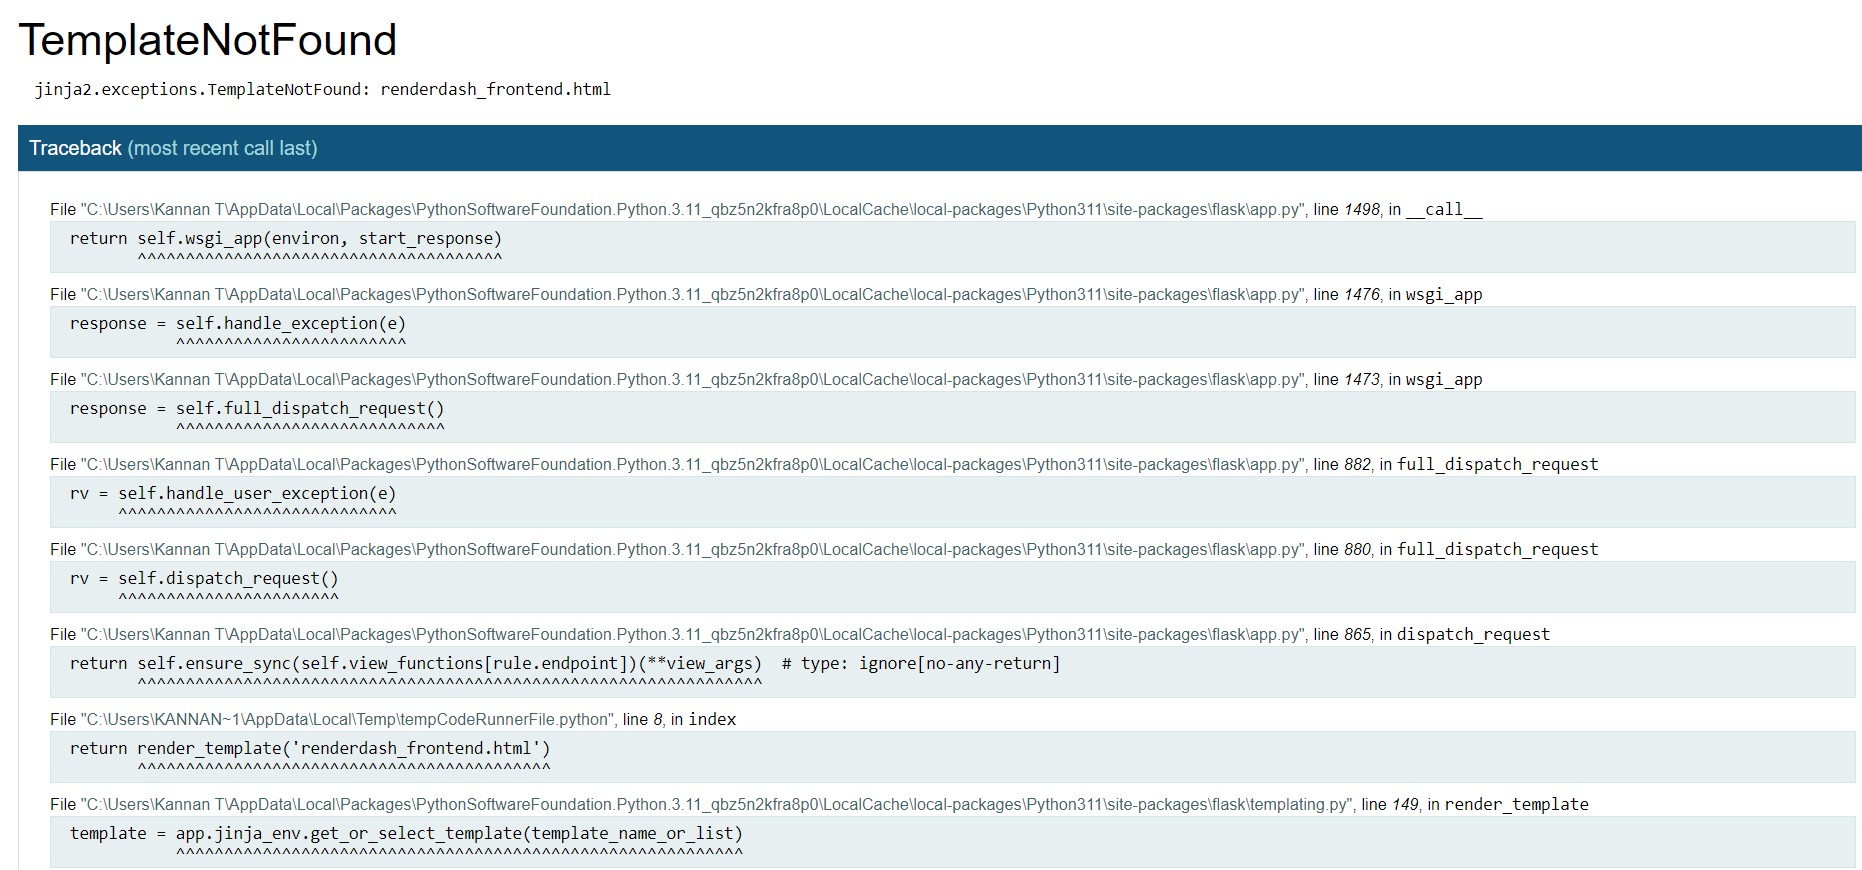 TemplateNotFound
jinja2.exceptions.TemplateNotFound: renderdash_frontend.html
Traceback (most recent call last)
File "C:\Users\Kannan T\AppData\Local\Packages\PythonSoftwareFoundation.Python.3.11_qbz5n2kfra8p0\LocalCache\local-packages\Python311\site-packages\flask\app.py", line 1498, in __call__
return self.wsgi_app(environ, start_response)
^^^^^^^^^^^^^^^^^^^^^^^^^^^^^^^^^^^^^^
File "C:\Users\Kannan T\AppData\Local\Packages\PythonSoftwareFoundation.Python.3.11_qbz5n2kfra8p0\LocalCache\local-packages\Python311\site-packages\flask\app.py", line 1476, in wsgi_app
response = self.handle_exception(e)
^^^^^^^^^^^^^^^^^^^^^^^^
File "C:\Users\Kannan T\AppData\Local\Packages\PythonSoftwareFoundation.Python.3.11_qbz5n2kfra8p0\LocalCache\local-packages\Python311\site-packages\flask\app.py", line 1473, in wsgi_app
response = self.full_dispatch_request()
^^^^^^^^^^^^^^^^^^^^^^^^^^^^
File "C:\Users\Kannan T\AppData\Local\Packages\PythonSoftwareFoundation.Python.3.11_qbz5n2kfra8p0\LocalCache\local-packages\Python311\site-packages\flask\app.py", line 882, in full_dispatch_request
rv = self.handle_user_exception(e)
^^^^^^^^^^^^^^^^^^^^^^^^^^^^^
File "C:\Users\Kannan T\AppData\Local\Packages\PythonSoftwareFoundation.Python.3.11_qbz5n2kfra8p0\LocalCache\local-packages\Python311\site-packages\flask\app.py", line 880, in full_dispatch_request
rv = self.dispatch_request()
^^^^^^^^^^^^^^^^^^^^^^^
File "C:\Users\Kannan T\AppData\Local\Packages\PythonSoftwareFoundation.Python.3.11_qbz5n2kfra8p0\LocalCache\local-packages\Python311\site-packages\flask\app.py", line 865, in dispatch_request
return self.ensure_sync(self.view_functions[rule.endpoint])(**view_args)  # type: ignore[no-any-return]
^^^^^^^^^^^^^^^^^^^^^^^^^^^^^^^^^^^^^^^^^^^^^^^^^^^^^^^^^^^^^^^^^
File "C:\Users\KANNAN~1\AppData\Local\Temp\tempCodeRunnerFile.python", line 8, in index
return render_template('renderdash_frontend.html')
^^^^^^^^^^^^^^^^^^^^^^^^^^^^^^^^^^^^^^^^^^^
File "C:\Users\Kannan T\AppData\Local\Packages\PythonSoftwareFoundation.Python.3.11_qbz5n2kfra8p0\LocalCache\local-packages\Python311\site-packages\flask\templating.py", line 149, in render_template
template = app.jinja_env.get_or_select_template(template_name_or_list)
^^^^^^^^^^^^^^^^^^^^^^^^^^^^^^^^^^^^^^^^^^^^^^^^^^^^^^^^^^^